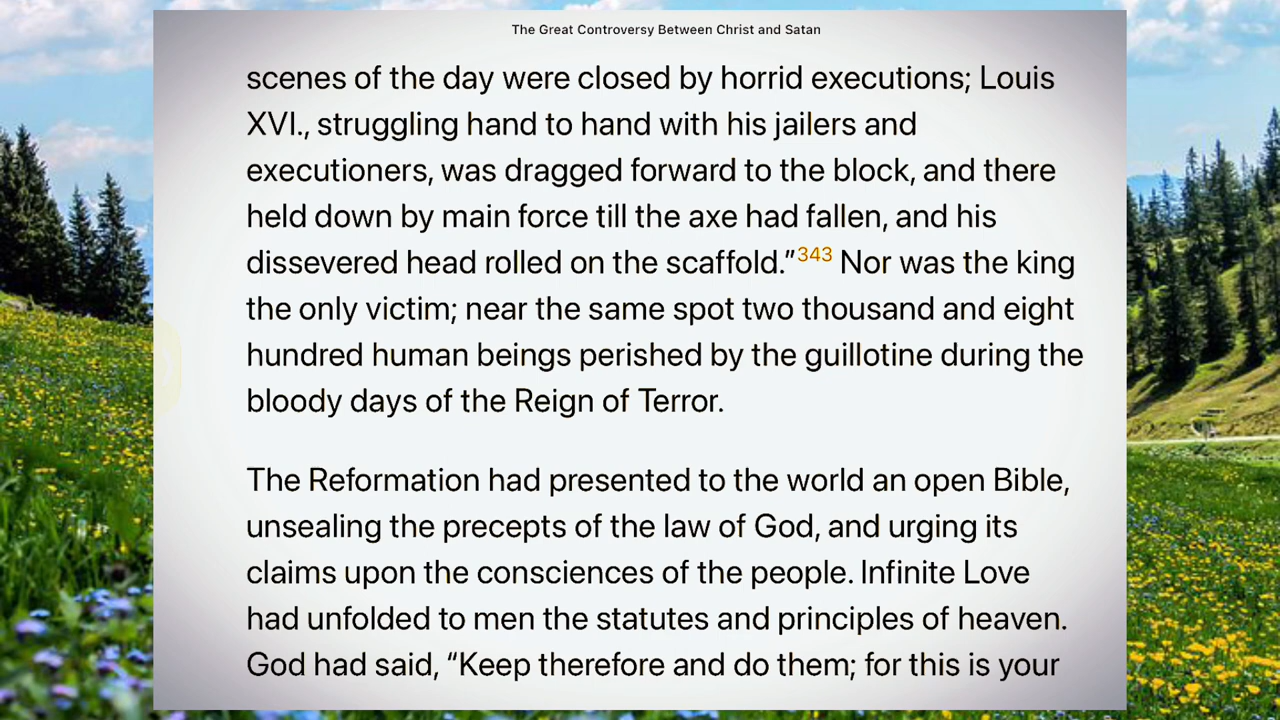 The Great Controversy Between Christ and Satan
scenes of the day were closed by horrid executions; Louis
XVI., struggling hand to hand with his jailers and
executioners, was dragged forward to the block, and there
held down by main force till the axe had fallen, and his
dissevered head rolled on the scaffold.”343 Nor was the king
the only victim; near the same spot two thousand and eight
hundred human beings perished by the guillotine during the
bloody days of the Reign of Terror.
The Reformation had presented to the world an open Bible,
unsealing the precepts of the law of God, and urging its
claims upon the consciences of the people. Infinite Love
had unfolded to men the statutes and principles of heaven.
God had said, “Keep therefore and do them; for this is your